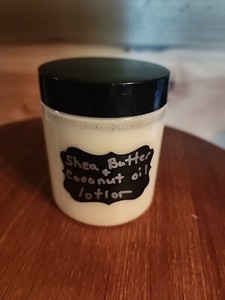 Shea Butter
&
Coconut oil
lotion